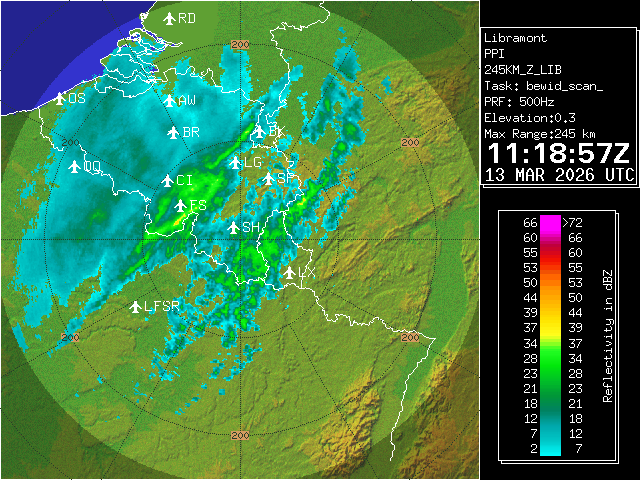 RD
200
OS
AW
BR
BK
200
OO
LG
CI
SP
FS
SH
LX
LFSR
200
200
200
Libramont
PPI
245KM_Z_LIB
Task: bewid_scan_
PRF: 500Hz
Elevation:0.3
Max Range:245 km
11:18:57Z
13 MAR 2026 UTC
66 >72
60 66
55 60
53 55
50 53
44 50
39 44
37 39
34 37
28 34
23 28
21 23
18 21
12 18
7 12
2 7
Reflectivity in dBZ